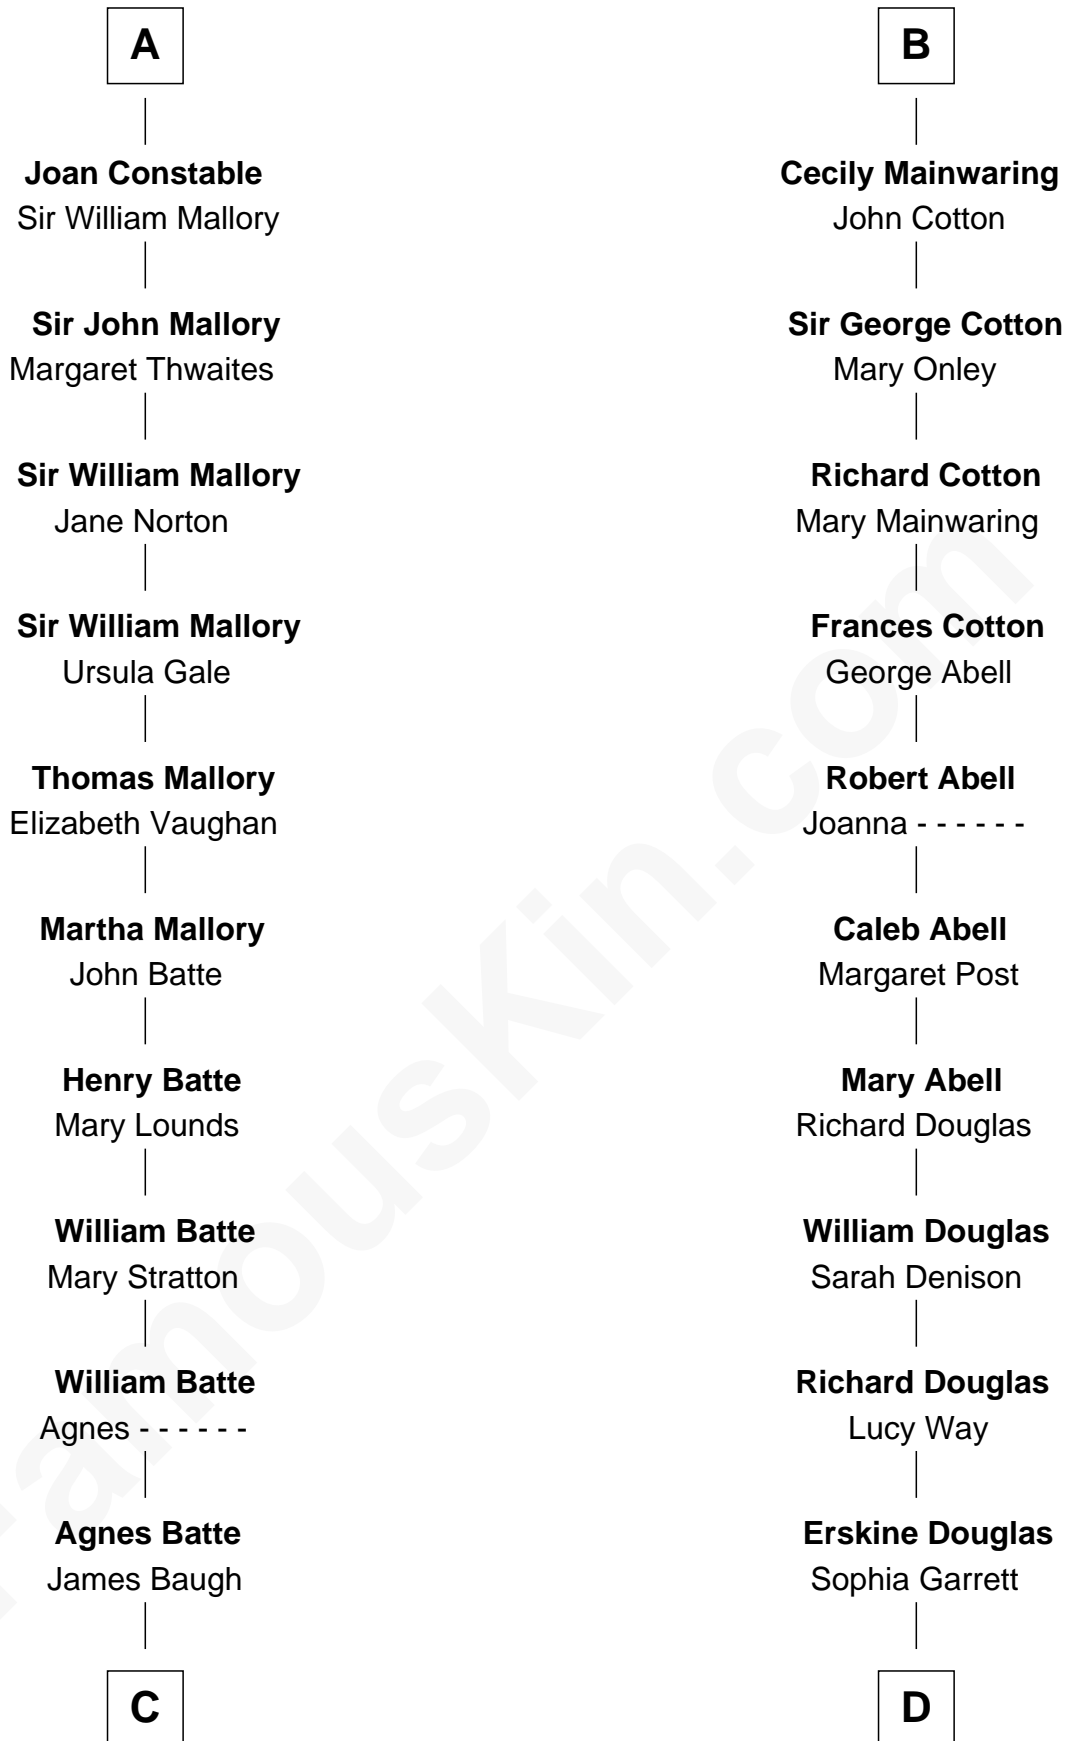 A
Joan Constable
Sir William Mallory
Sir John Mallory
Margaret Thwaites
Sir William Mallory
Jane Norton
Sir William Mallory
Ursula Gale
Thomas Mallory
Elizabeth Vaughan
Martha Mallory
John Batte
Henry Batte
Mary Lounds
William Batte
Mary Stratton
William Batte
Agnes - - - - - -
Agnes Batte
James Baugh
C
B
Cecily Mainwaring
John Cotton
Sir George Cotton
Mary Onley
Richard Cotton
Mary Mainwaring
Frances Cotton
George Abell
Robert Abell
Joanna - - - - - -
Caleb Abell
Margaret Post
Mary Abell
Richard Douglas
William Douglas
Sarah Denison
Richard Douglas
Lucy Way
Erskine Douglas
Sophia Garrett
D
FamousKin.com